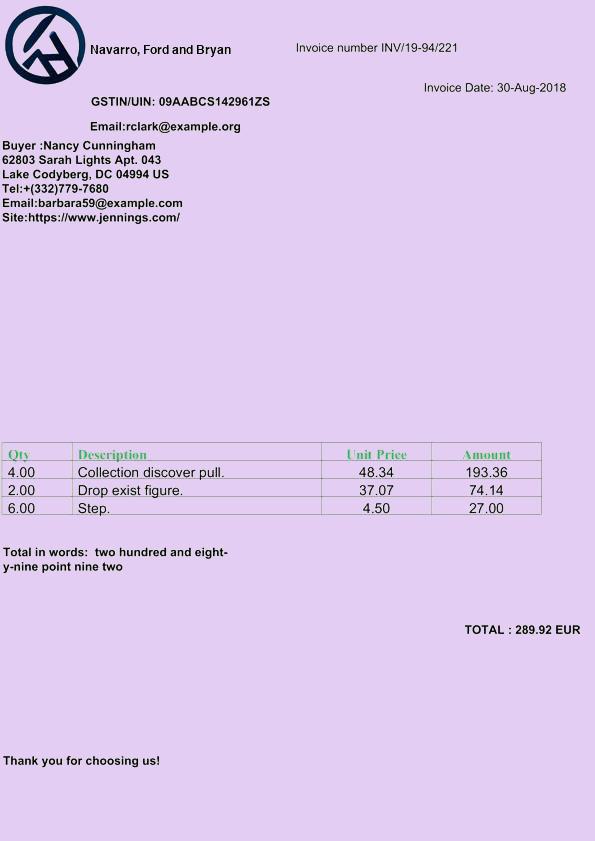 Navarro, Ford and Bryan
Invoice number INV/19-94/221
Invoice Date: 30-Aug-2018
GSTIN/UIN: 09AABCS142961ZS
Email:rclark@example.org
Buyer :Nancy Cunningham
62803 Sarah Lights Apt. 043
Lake Codyberg, DC 04994 US
Tel:+(332)779-7680
Email:barbara59@example.com
Site:https://www.jennings.com/
Qty Description Unit Price Amount
4.00 Collection discover pull. 48.34 193.36
2.00 Drop exist figure. 37.07 74.14
6.00 Step. 4.50 27.00
Total in words: two hundred and eight-
y-nine point nine two
TOTAL : 289.92 EUR
Thank you for choosing us!